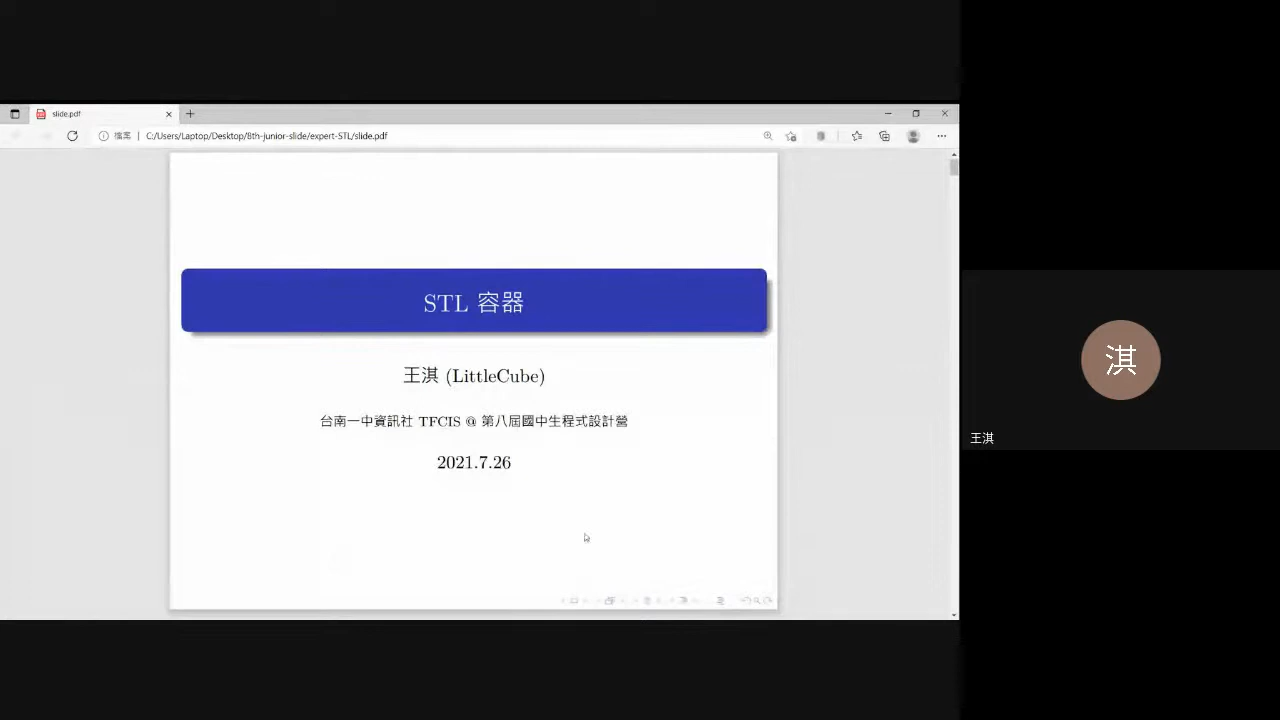 slide.pdf
檔案 C:/Users/Laptop/Desktop/8th-junior-slide/expert-STL/slide.pdf
STL 容器
王淇 (LittleCube)
台南一中資訊社 TFCIS @ 第八屆國中生程式設計營
2021.7.26
淇
王淇